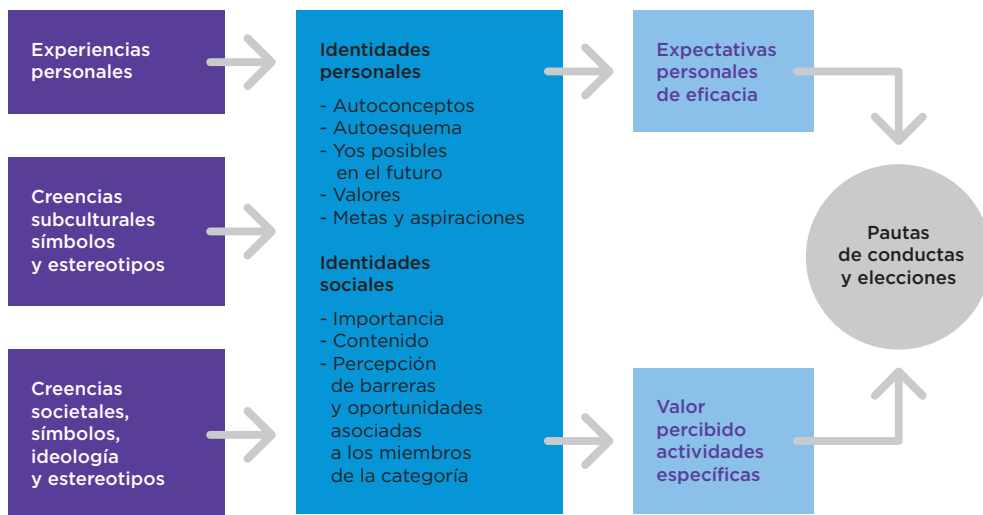 Experiencias
personales
Creencias
subculturales
símbolos
y estereotipos
Creencias
societales,
símbolos,
ideología
y estereotipos
Identidades
personales
- Autoconceptos
- Autoesquema
- Yos posibles
en el futuro
- Valores
- Metas y aspiraciones
Identidades
sociales
- Importancia
- Contenido
- Percepción
de barreras
y oportunidades
asociadas
a los miembros
de la categoría
Expectativas
personales
de eficacia
Valor
percibido
actividades
específicas
Pautas
de conductas
y elecciones